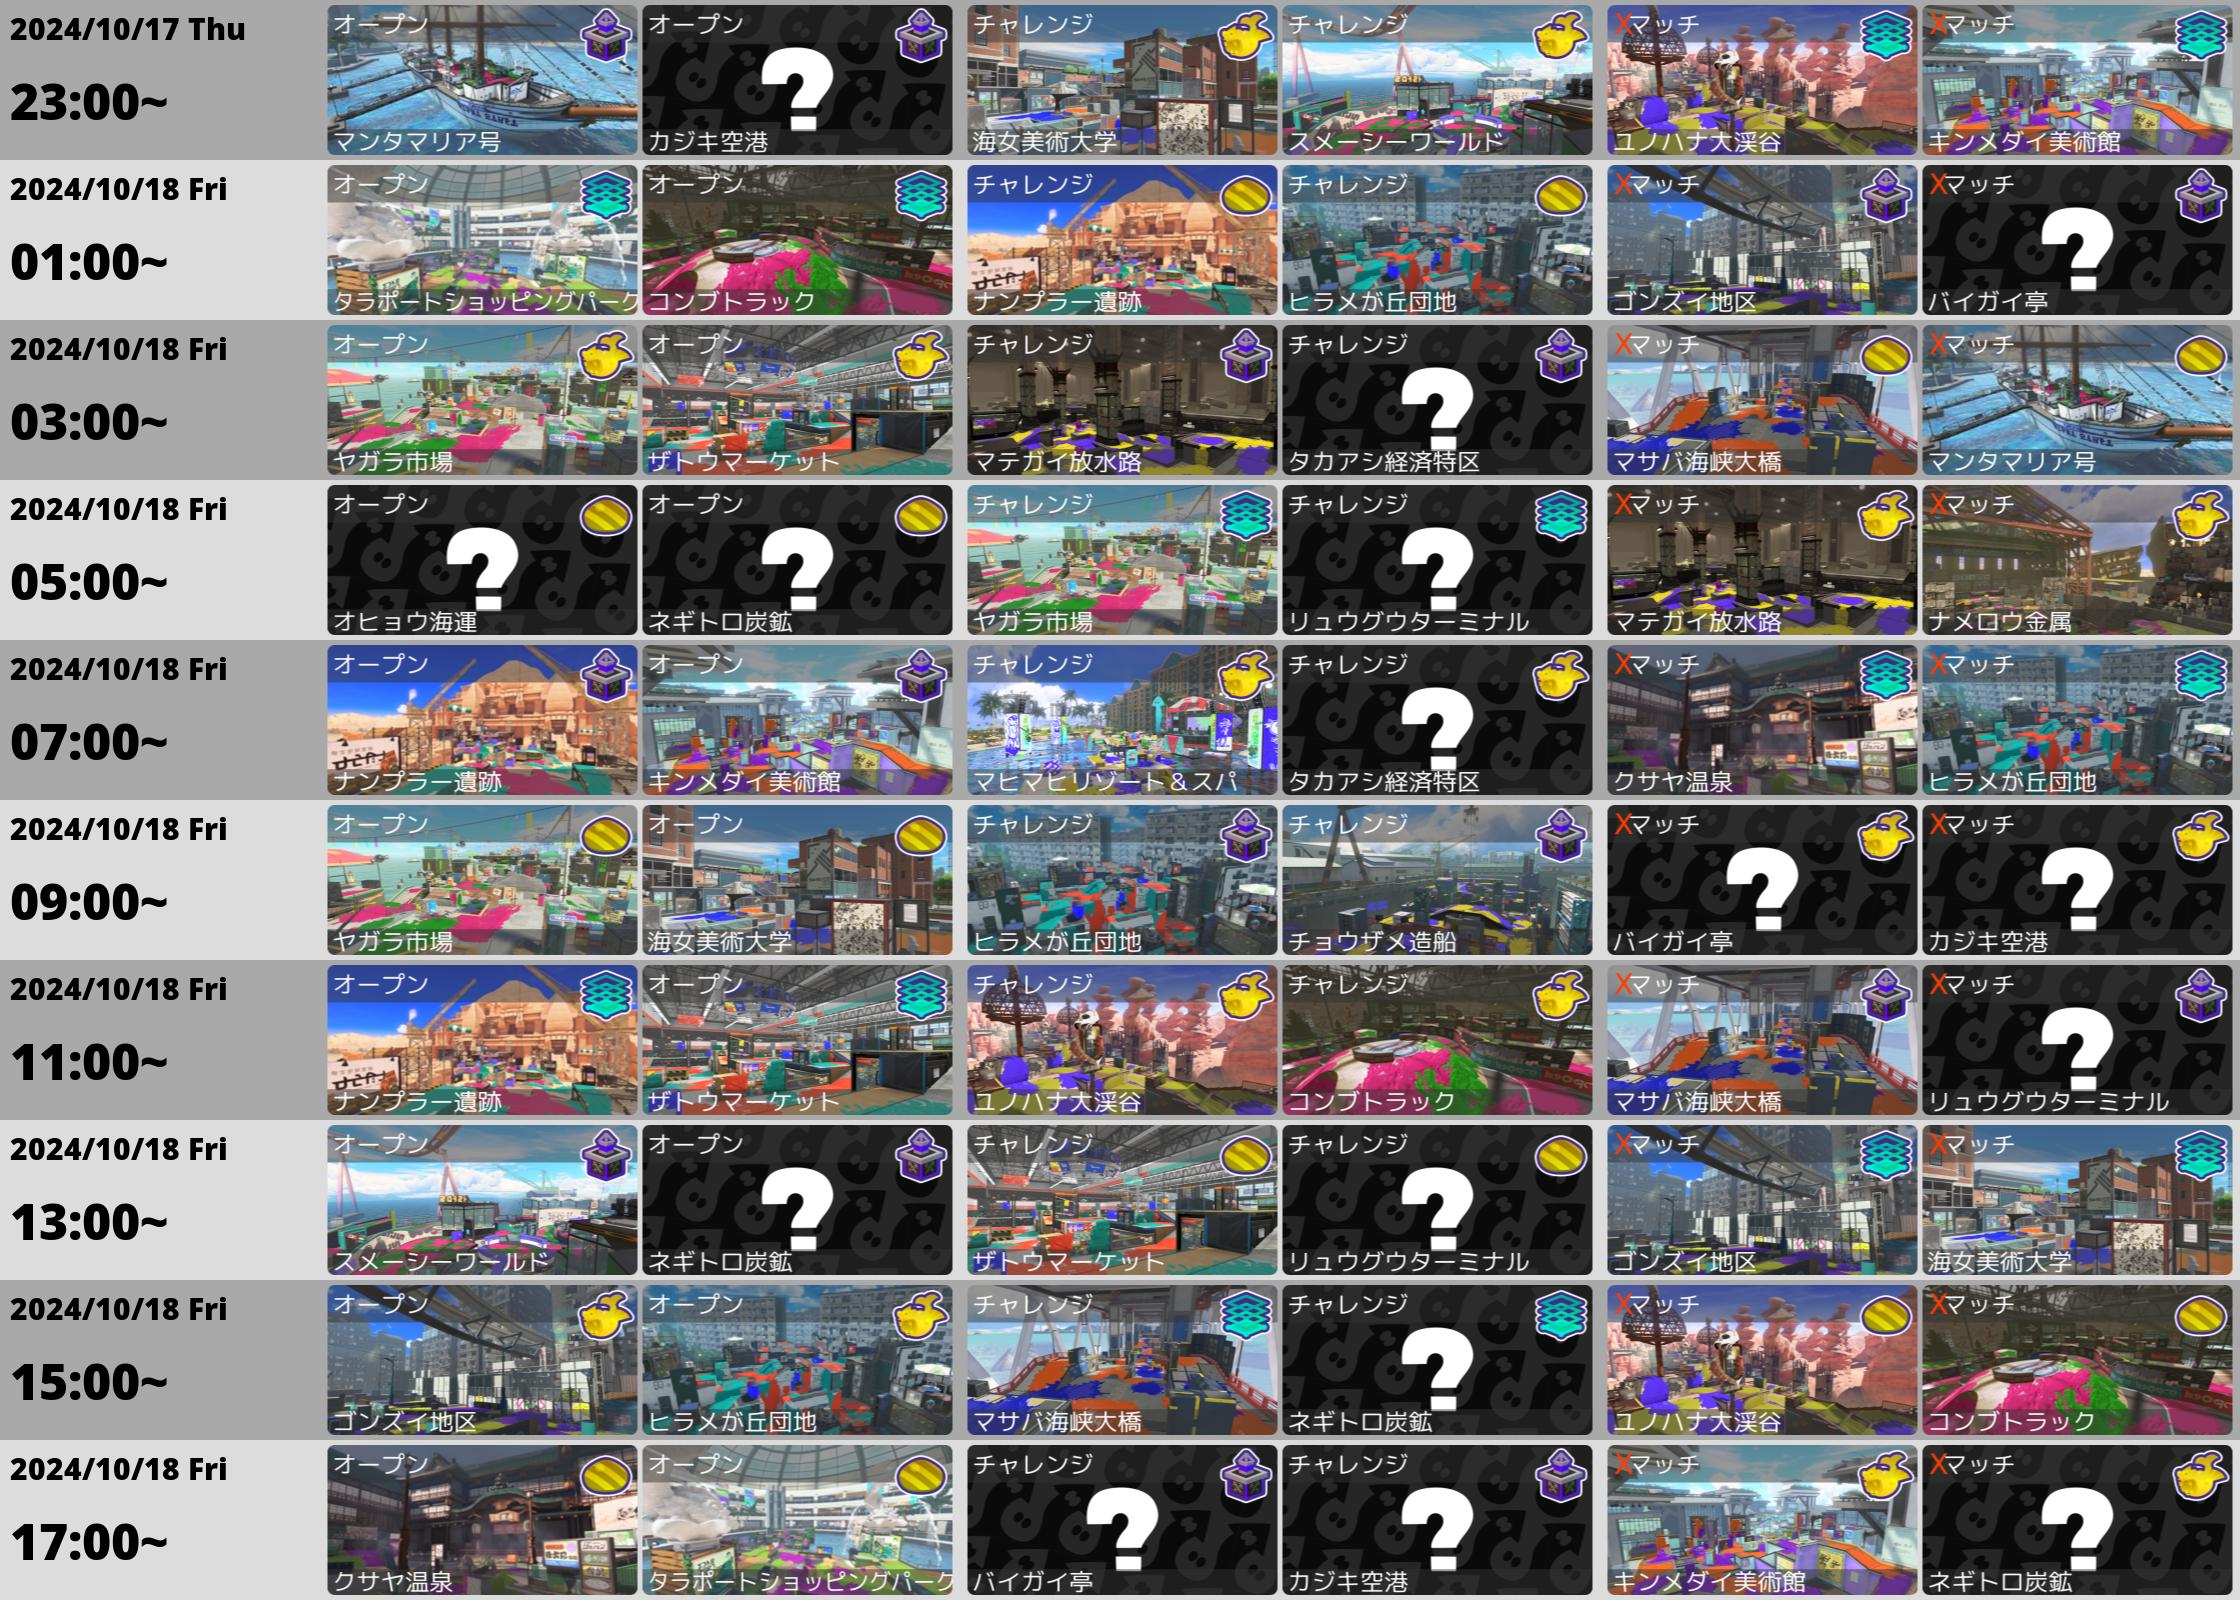 2024/10/17 Thu
23:00~
オープン オープン チャレンジ チャレンジ Xマッチ Xマッチ
マンタマリア号 カジキ空港 海女美術大学 スメーシーワールド ユノハナ大渓谷 キンメダイ美術館
2024/10/18 Fri
01:00~
オープン オープン チャレンジ チャレンジ Xマッチ Xマッチ
タラポートショッピングパーク コンブトラック ナンプラー遺跡 ヒラメが丘団地 ゴンズイ地区 バイガイ亭
2024/10/18 Fri
03:00~
オープン オープン チャレンジ チャレンジ Xマッチ Xマッチ
ヤガラ市場 ザトウマーケット マテガイ放水路 タカアシ経済特区 マサバ海峡大橋 マンタマリア号
2024/10/18 Fri
05:00~
オープン オープン チャレンジ チャレンジ Xマッチ Xマッチ
オヒョウ海運 ネギトロ炭鉱 ヤガラ市場 リュウグウターミナル マテガイ放水路 ナメロウ金属
2024/10/18 Fri
07:00~
オープン オープン チャレンジ チャレンジ Xマッチ Xマッチ
ナンプラー遺跡 キンメダイ美術館 マヒマヒリゾート＆スパ タカアシ経済特区 クサヤ温泉 ヒラメが丘団地
2024/10/18 Fri
09:00~
オープン オープン チャレンジ チャレンジ Xマッチ Xマッチ
ヤガラ市場 海女美術大学 ヒラメが丘団地 チョウザメ造船 バイガイ亭 カジキ空港
2024/10/18 Fri
11:00~
オープン オープン チャレンジ チャレンジ Xマッチ Xマッチ
ナンプラー遺跡 ザトウマーケット ユノハナ大渓谷 コンブトラック マサバ海峡大橋 リュウグウターミナル
2024/10/18 Fri
13:00~
オープン オープン チャレンジ チャレンジ Xマッチ Xマッチ
スメーシーワールド ネギトロ炭鉱 ザトウマーケット リュウグウターミナル ゴンズイ地区 海女美術大学
2024/10/18 Fri
15:00~
オープン オープン チャレンジ チャレンジ Xマッチ Xマッチ
ゴンズイ地区 ヒラメが丘団地 マサバ海峡大橋 ネギトロ炭鉱 ユノハナ大渓谷 コンブトラック
2024/10/18 Fri
17:00~
オープン オープン チャレンジ チャレンジ Xマッチ Xマッチ
クサヤ温泉 タラポートショッピングパーク バイガイ亭 カジキ空港 キンメダイ美術館 ネギトロ炭鉱